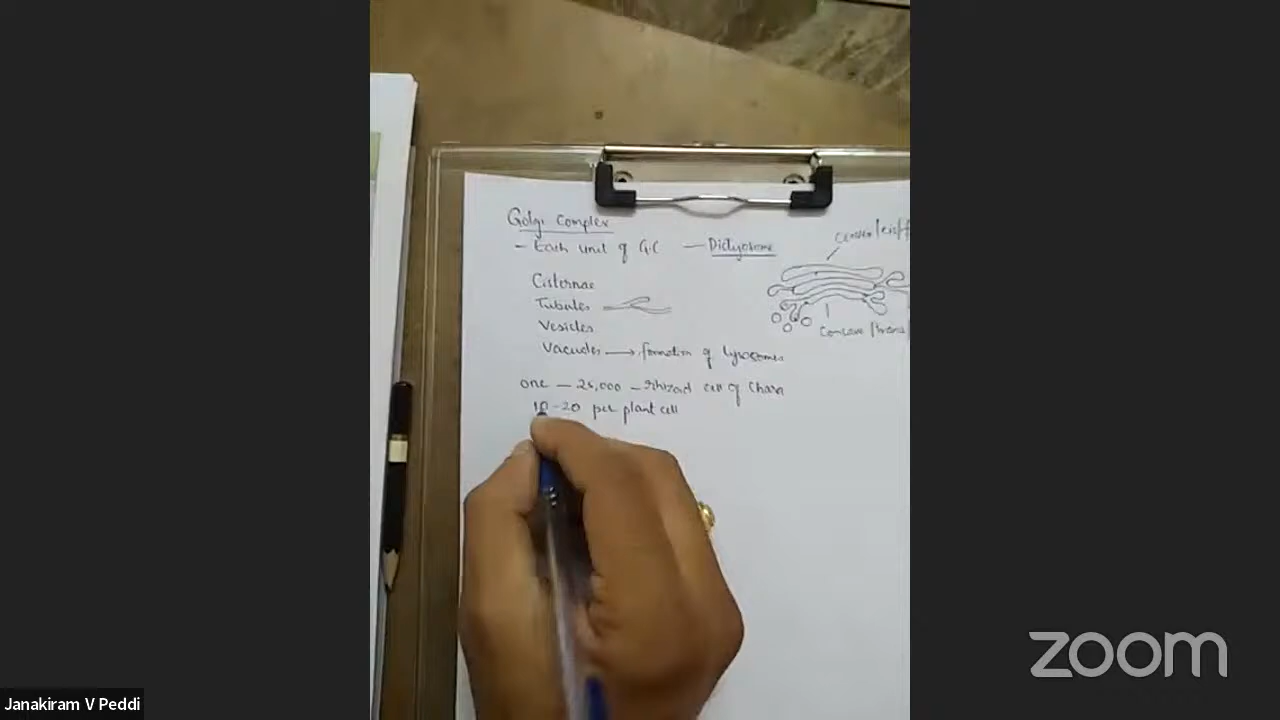 Golgi Complex
- Each unit of G.C — Dictyosome
Cisternae
Tubules
Vesicles
Vacuoles → formation of lysosomes
Convex/cis/f
Concave/trans/
one — 25,000 — rhizoid cell of Chara
10-20 per plant cell
ZOOM
Janakiram V Peddi